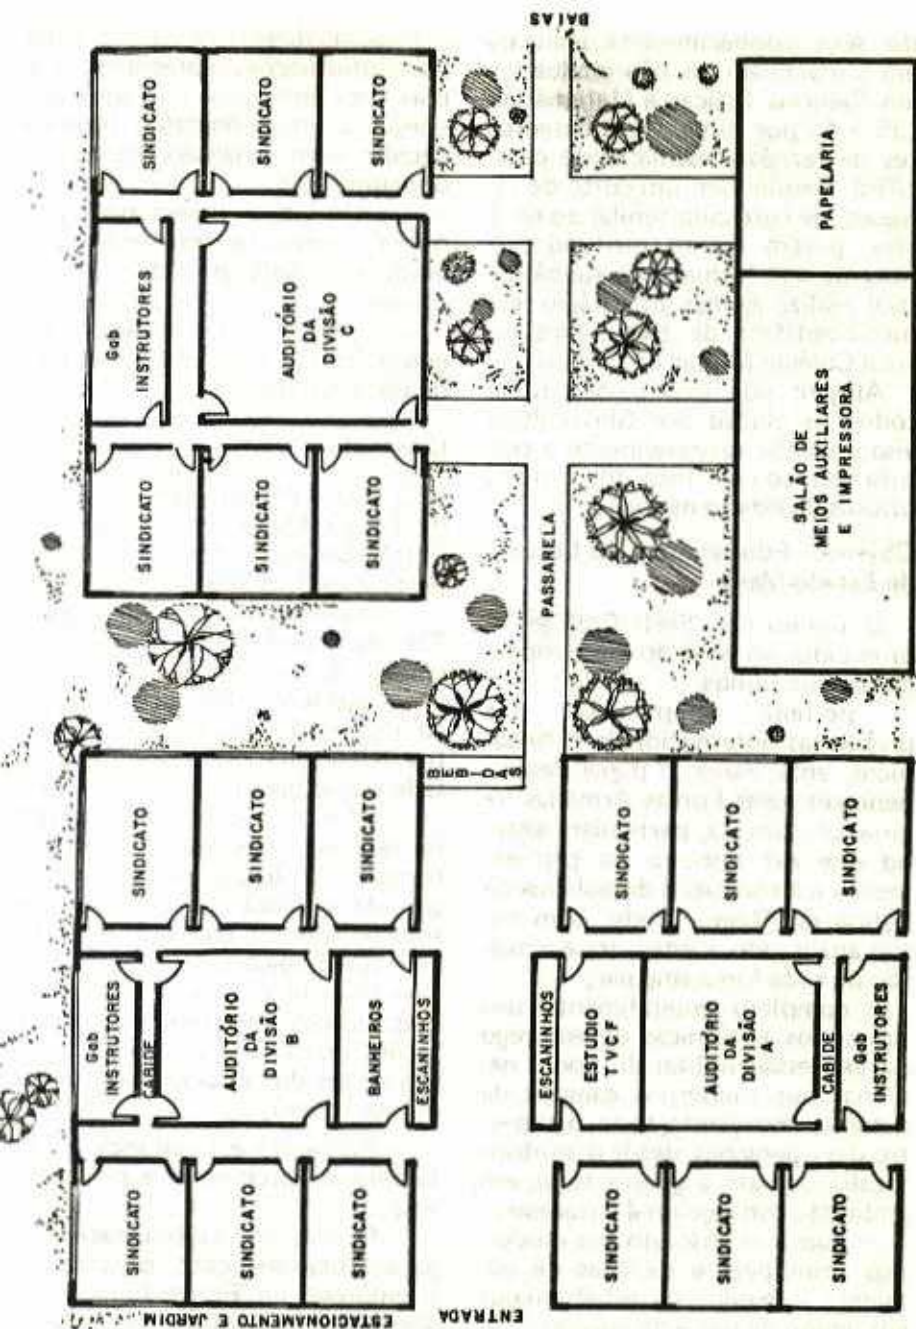 ESTACIONAMENTO E JARDIM
ENTRADA
BAÍAS
SINDICATO
Gab
INSTRUTORES
CABIDE
SINDICATO
SINDICATO
AUDITÓRIO
DA
DIVISÃO
B
SINDICATO
SINDICATO
BANHEIROS
ESCANINHOS
SINDICATO
BEBIDAS
SINDICATO
Gab
INSTRUTORES
SINDICATO
SINDICATO
AUDITÓRIO
DA
DIVISÃO
C
SINDICATO
SINDICATO
SINDICATO
PASSARELA
SINDICATO
ESCANINHOS
ESTUDIO
TVCF
SINDICATO
SINDICATO
AUDITÓRIO
DA
DIVISÃO
A
SINDICATO
SINDICATO
CABIDE
Gab
INSTRUTORES
SINDICATO
SALÃO DE
MEIOS AUXILIARES
E IMPRESSORA
PAPELARIA